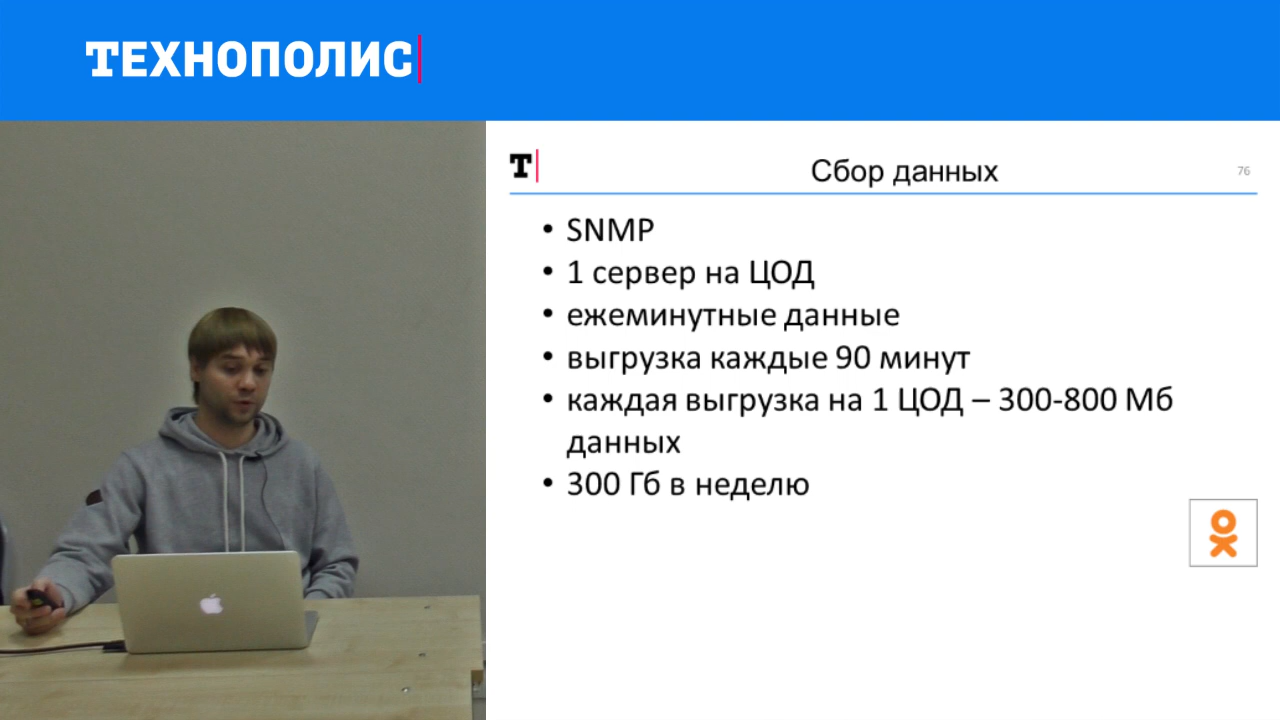 ТЕХНОПОЛИС
Т
Сбор данных
76
• SNMP
• 1 сервер на ЦОД
• ежеминутные данные
• выгрузка каждые 90 минут
• каждая выгрузка на 1 ЦОД – 300-800 Мб
данных
• 300 Гб в неделю